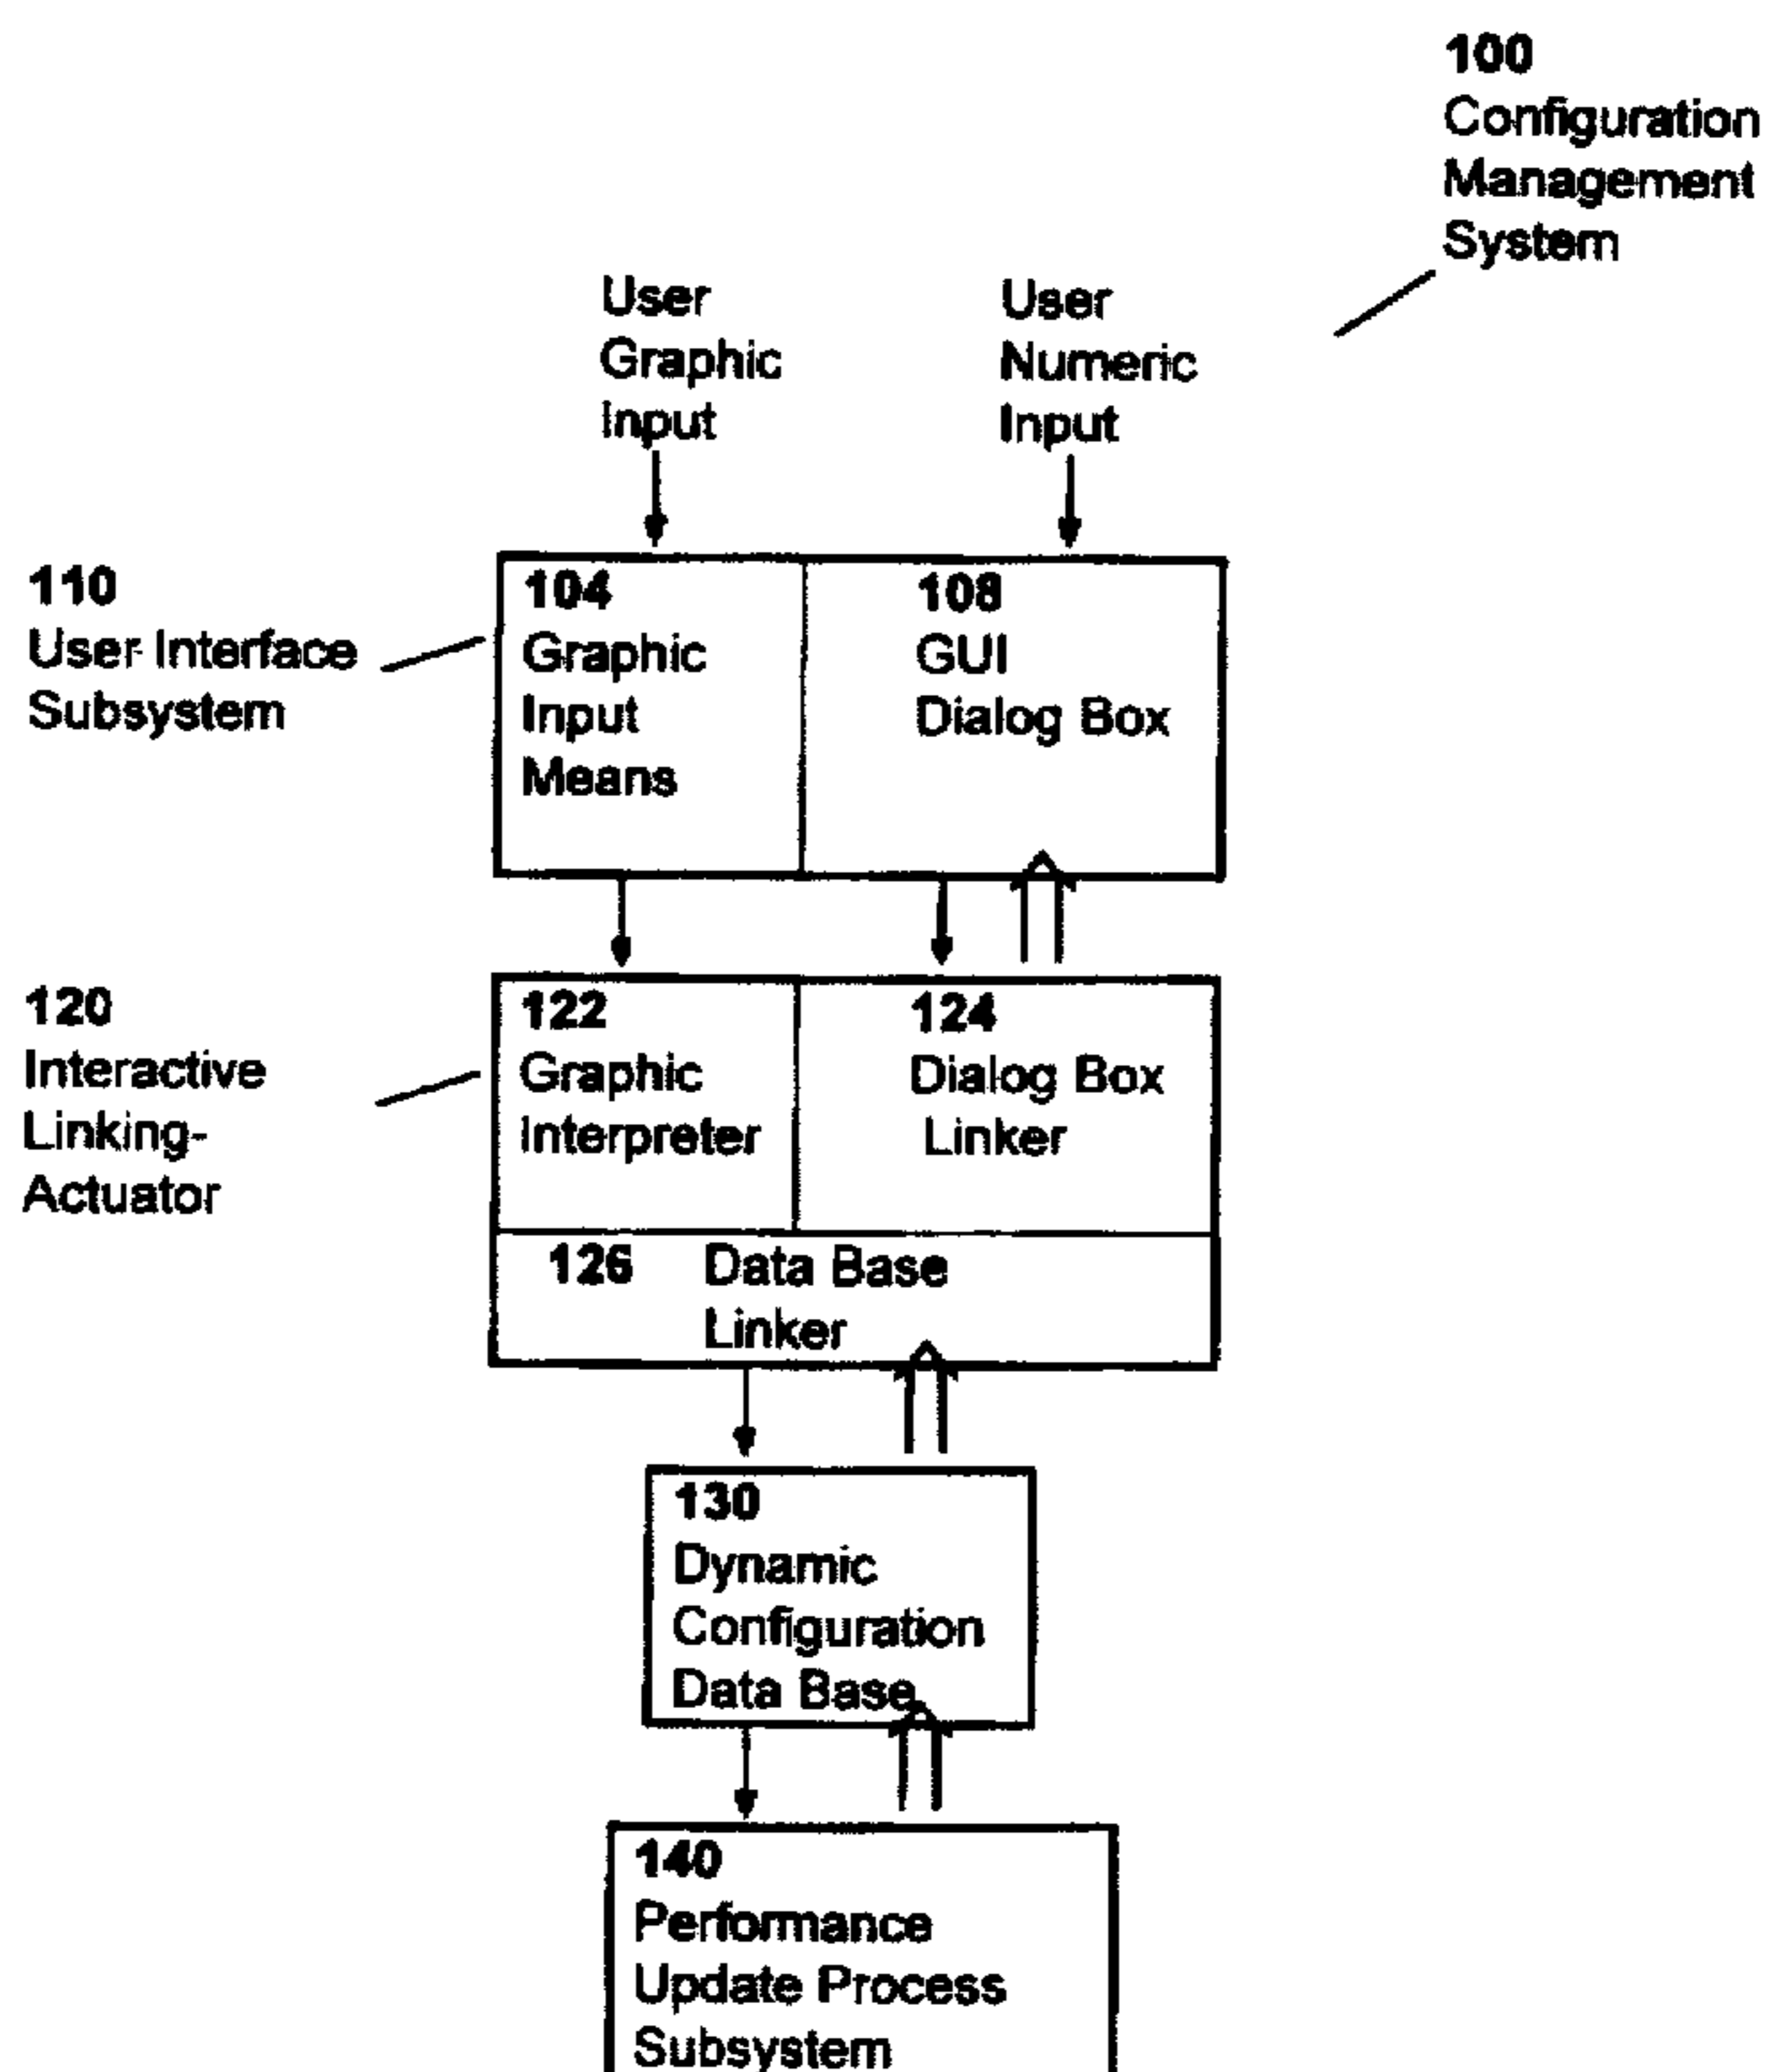 100
Configuration
Management
System
User
Graphic
Input
User
Numeric
Input
110
User Interface
Subsystem
104
Graphic
Input
Means
108
GUI
Dialog Box
120
Interactive
Linking-
Actuator
122
Graphic
Interpreter
124
Dialog Box
Linker
126 Data Base
Linker
130
Dynamic
Configuration
Data Base
140
Performance
Update Process
Subsystem